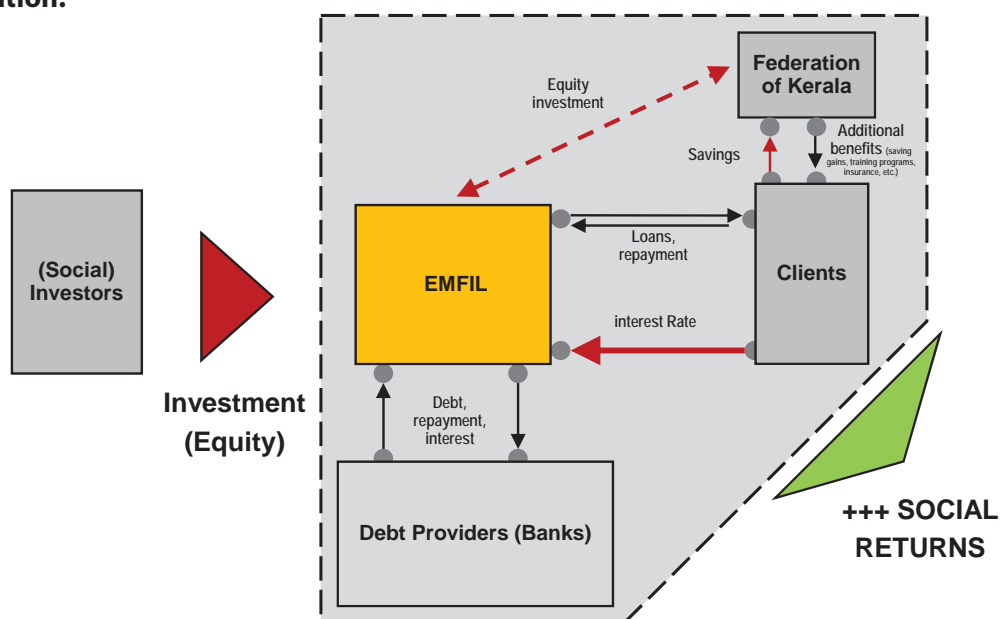 ition:
Federation
of Kerala
Equity
investment
Savings
Additional
benefits (saving
gains, training programs,
insurance, etc.)
(Social)
Investors
EMFIL
Loans,
repayment
Clients
interest Rate
Investment
(Equity)
Debt,
repayment,
interest
Debt Providers (Banks)
+++ SOCIAL
RETURNS